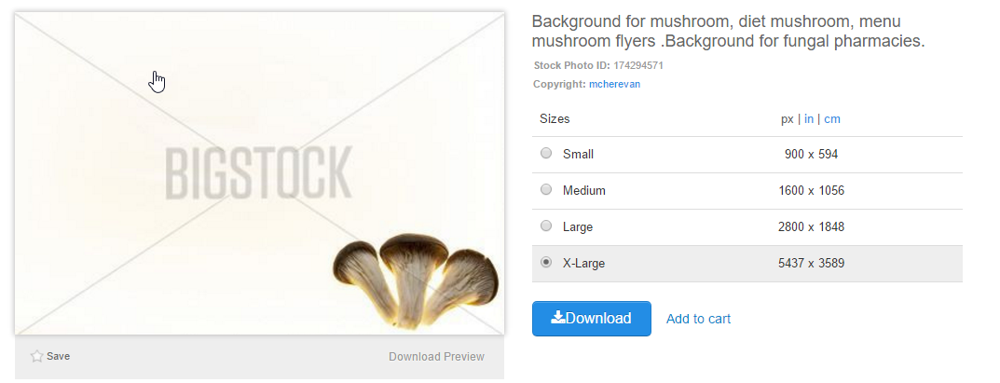 BIGSTOCK
Save
Download Preview
Background for mushroom, diet mushroom, menu
mushroom flyers .Background for fungal pharmacies.
Stock Photo ID: 174294571
Copyright: mcherevan
Sizes px | in | cm
Small 900 x 594
Medium 1600 x 1056
Large 2800 x 1848
X-Large 5437 x 3589
Download Add to cart